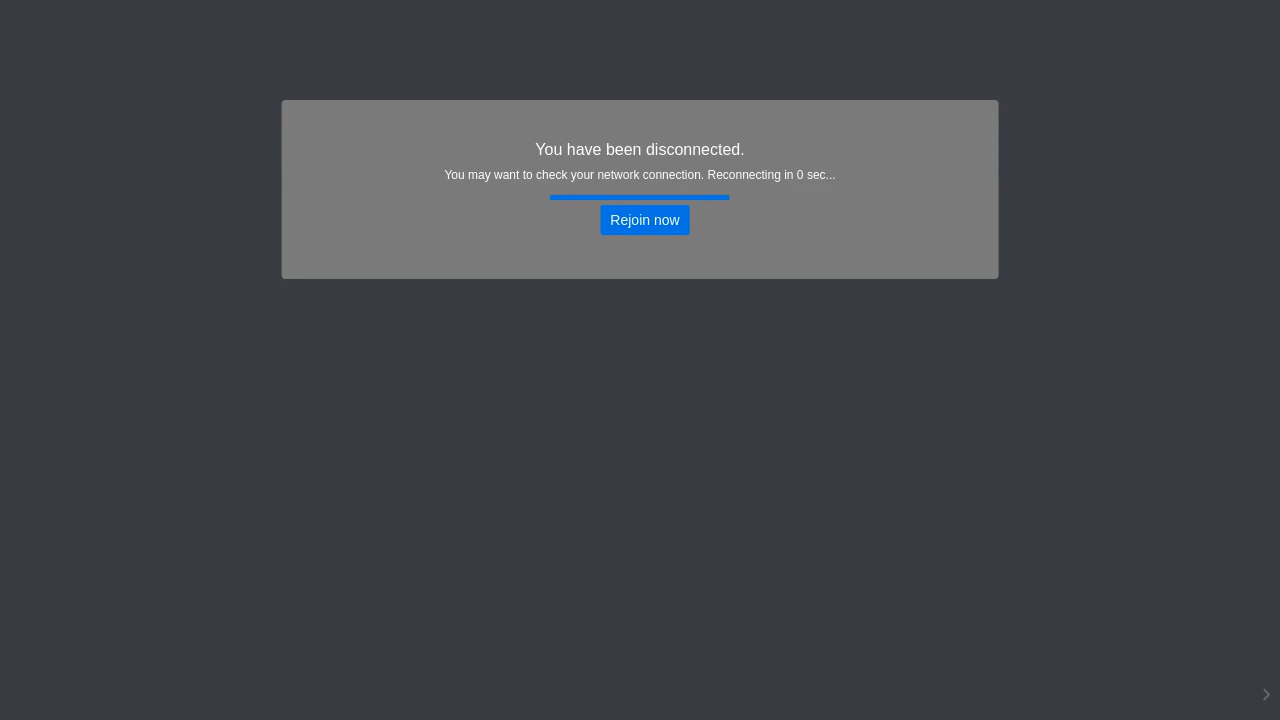 You have been disconnected.
You may want to check your network connection. Reconnecting in 0 sec...
Rejoin now